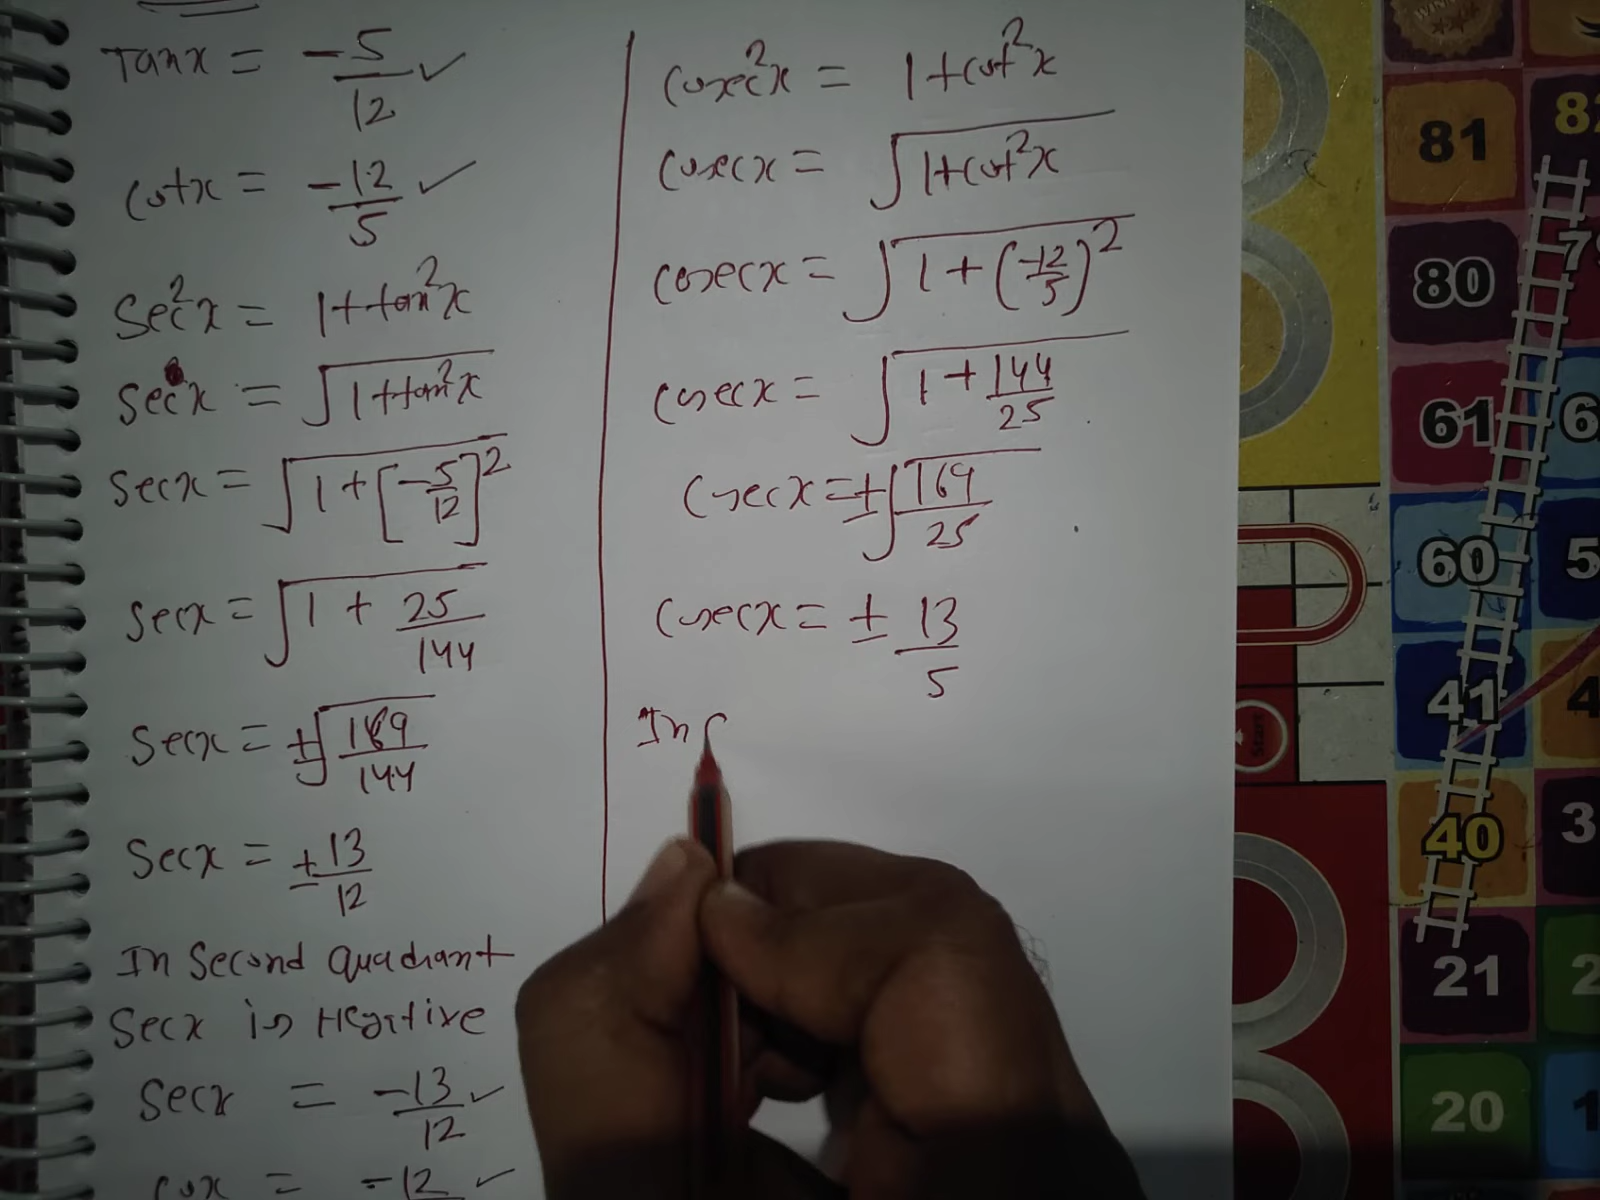 Tanx = -5/12 ✓
cotx = -12/5 ✓
Sec²x = 1+tan²x
secx = √1+tan²x
secx = √1+[-5/12]²
secx = √1+25/144
secx = ±√169/144
secx = ±13/12
In Second Quadrant
Secx is Negative
Secx = -13/12 ✓
cosx = -12 ✓
cosec²x = 1+cot²x
cosecx = √1+cot²x
cosecx = √1+(-12/5)²
cosecx = √1+144/25
cosecx = ±√169/25
cosecx = ±13/5
In
81
80
61
60
41
40
21
20
Start